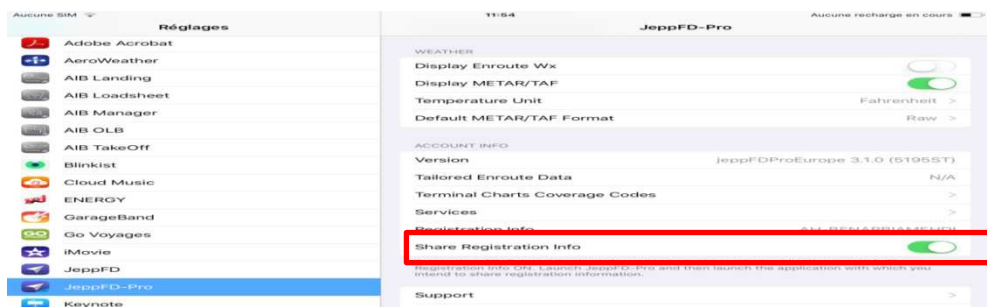 Aucune SIM
11:54
Aucune recharge en cours
Réglages
JeppFD-Pro
Adobe Acrobat
AeroWeather
AIB Landing
AIB Loadsheet
AIB Manager
AIB OLB
AIB TakeOff
Blinkist
Cloud Music
ENERGY
GarageBand
Go Voyages
iMovie
JeppFD
JeppFD-Pro
Keynote
WEATHER
Display Enroute Wx
Display METAR/TAF
Temperature Unit
Fahrenheit >
Default METAR/TAF Format
Raw >
ACCOUNT INFO
Version
jeppFDProEurope 3.1.0 (5195ST)
Tailored Enroute Data
N/A
Terminal Charts Coverage Codes >
Services >
Registration Info
Share Registration Info
Registration Info ON. Launch JeppFD-Pro and then launch the application with which you
intend to share registration information.
Support >